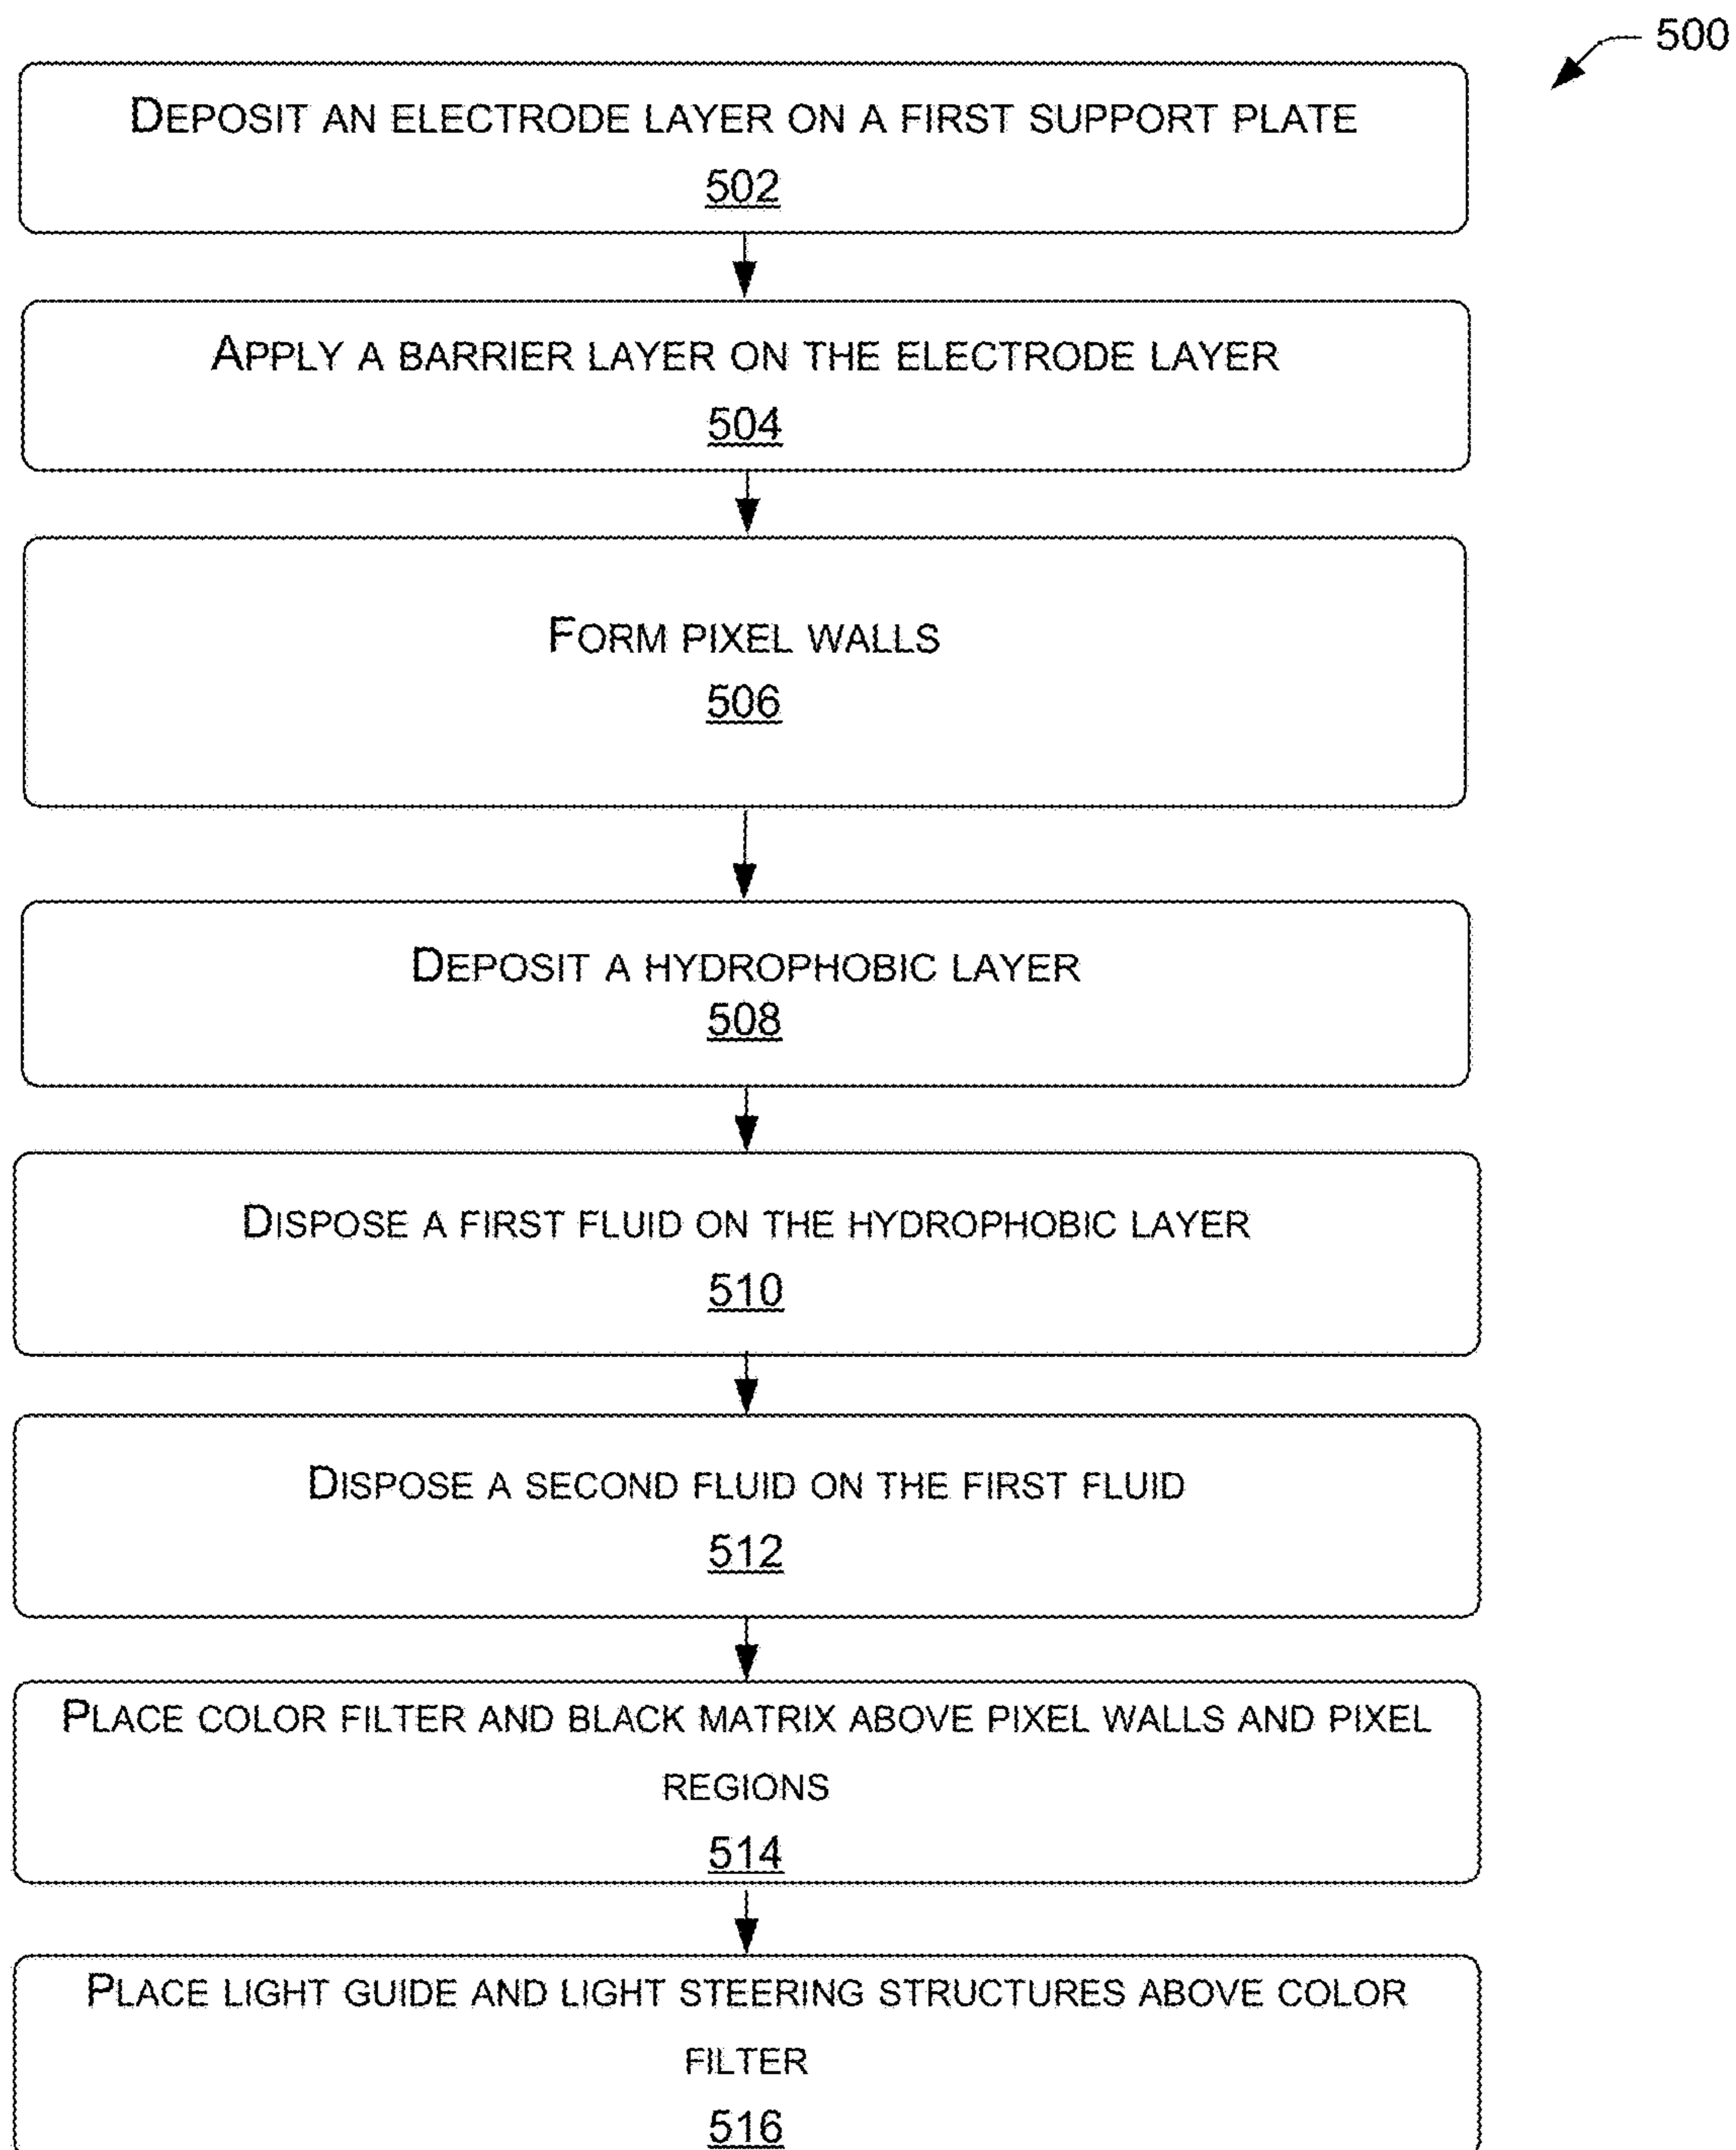 500
DEPOSIT AN ELECTRODE LAYER ON A FIRST SUPPORT PLATE
502
APPLY A BARRIER LAYER ON THE ELECTRODE LAYER
504
FORM PIXEL WALLS
506
DEPOSIT A HYDROPHOBIC LAYER
508
DISPOSE A FIRST FLUID ON THE HYDROPHOBIC LAYER
510
DISPOSE A SECOND FLUID ON THE FIRST FLUID
512
PLACE COLOR FILTER AND BLACK MATRIX ABOVE PIXEL WALLS AND PIXEL
REGIONS
514
PLACE LIGHT GUIDE AND LIGHT STEERING STRUCTURES ABOVE COLOR
FILTER
516